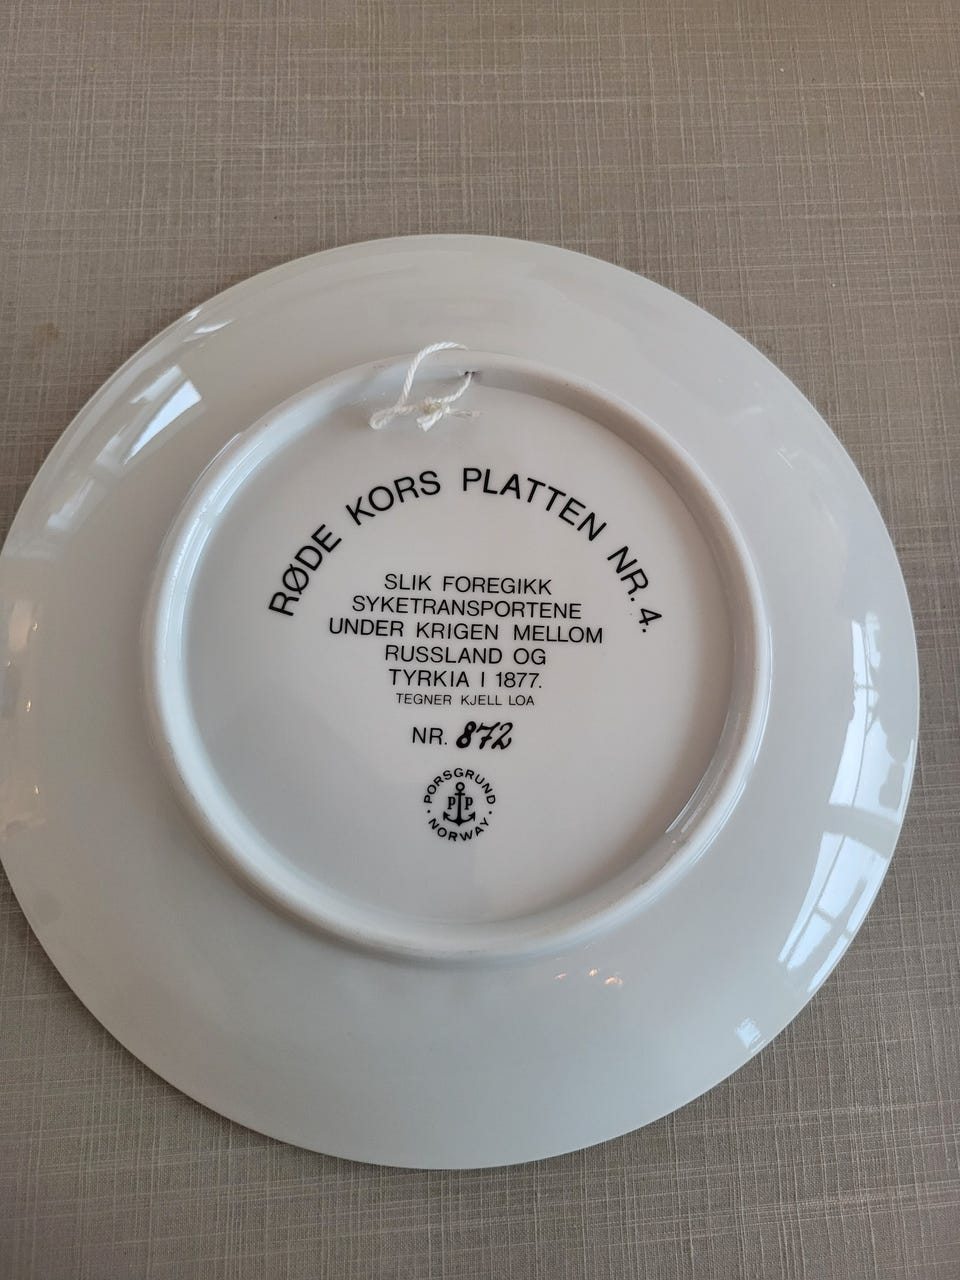 RØDE KORS PLATTEN NR. 4.
SLIK FOREGIKK
SYKETRANSPORTENE
UNDER KRIGEN MELLOM
RUSSLAND OG
TYRKIA I 1877.
TEGNER KJELL LOA
NR. 872
PORSGRUND
P P
NORWAY